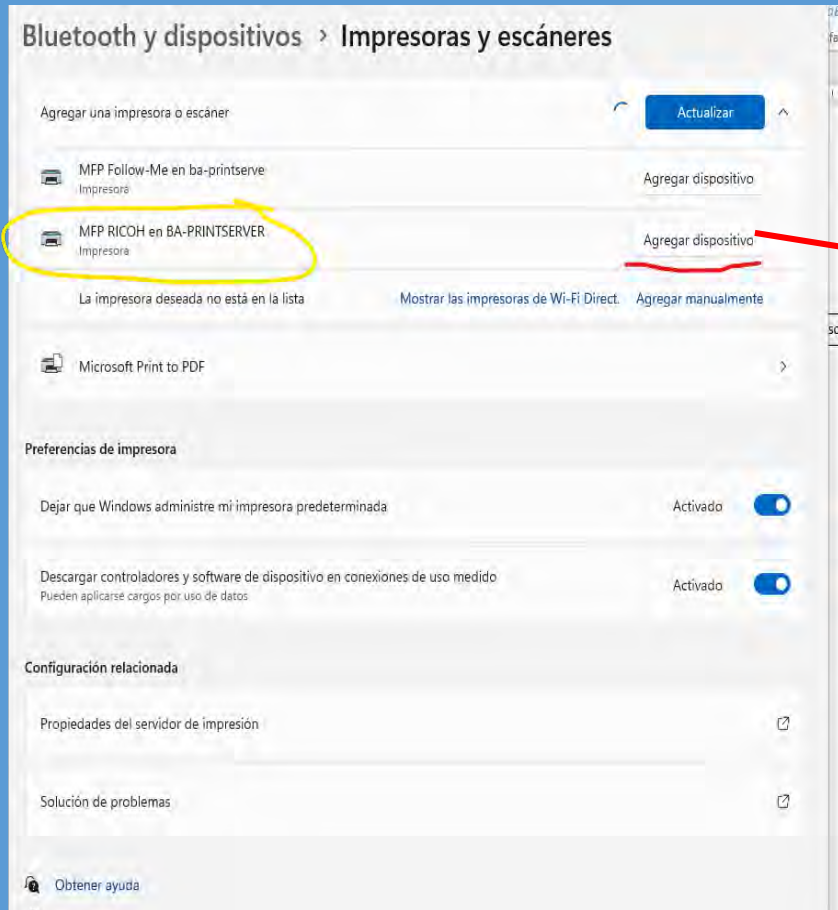 Bluetooth y dispositivos > Impresoras y escáneres
Agregar una impresora o escáner
Actualizar
MFP Follow-Me en ba-printserve
Impresora
Agregar dispositivo
MFP RICOH en BA-PRINTSERVER
Impresora
Agregar dispositivo
La impresora deseada no está en la lista
Mostrar las impresoras de Wi-Fi Direct.
Agregar manualmente
Microsoft Print to PDF
Preferencias de impresora
Dejar que Windows administre mi impresora predeterminada
Activado
Descargar controladores y software de dispositivo en conexiones de uso medido
Pueden aplicarse cargos por uso de datos
Activado
Configuración relacionada
Propiedades del servidor de impresión
Solución de problemas
Obtener ayuda